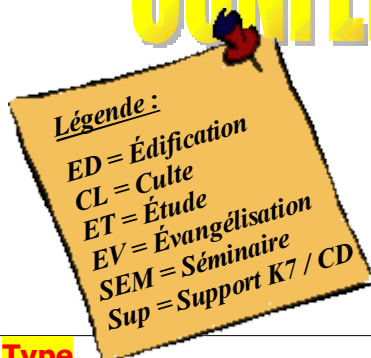 Légende :
ED = Édification
CL = Culte
ET = Étude
EV = Évangélisation
SEM = Séminaire
Sup = Support K7 / CD
Type